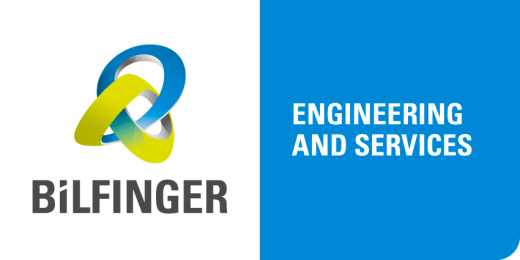 BiLFINGER
ENGINEERING
AND SERVICES